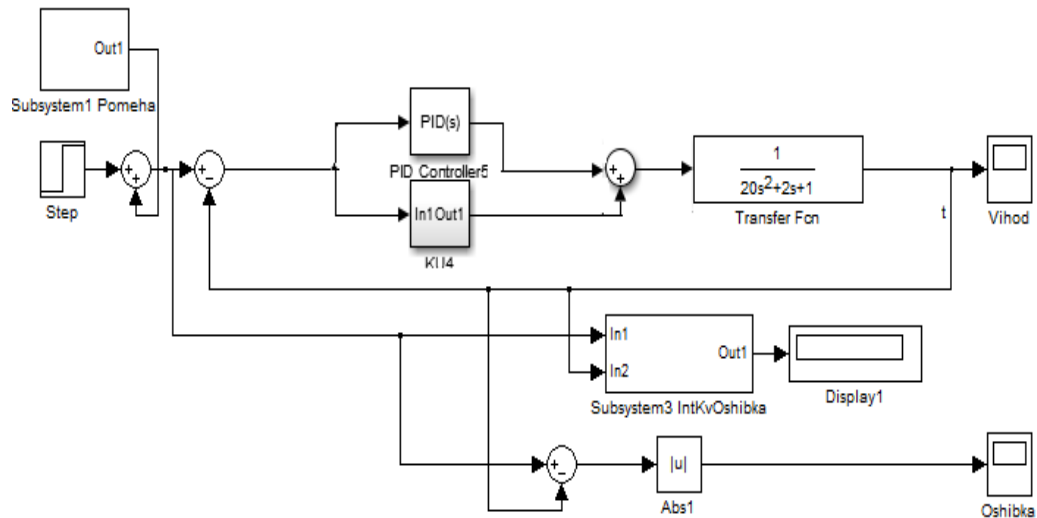 Out1
Subsystem1 Pomeha
Step
+
+
+
−
PID(s)
PID Controller5
In1 Out1
KU4
+
+
1
20s²+2s+1
Transfer Fcn
t
Vihod
In1
In2
Out1
Subsystem3 IntKvOshibka
Display1
+
−
|u|
Abs1
Oshibka